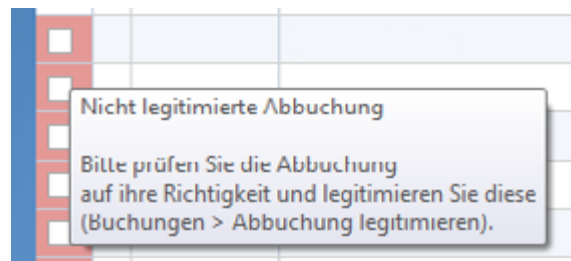 Nicht legitimierte Abbuchung
Bitte prüfen Sie die Abbuchung
auf ihre Richtigkeit und legitimieren Sie diese
(Buchungen > Abbuchung legitimieren).